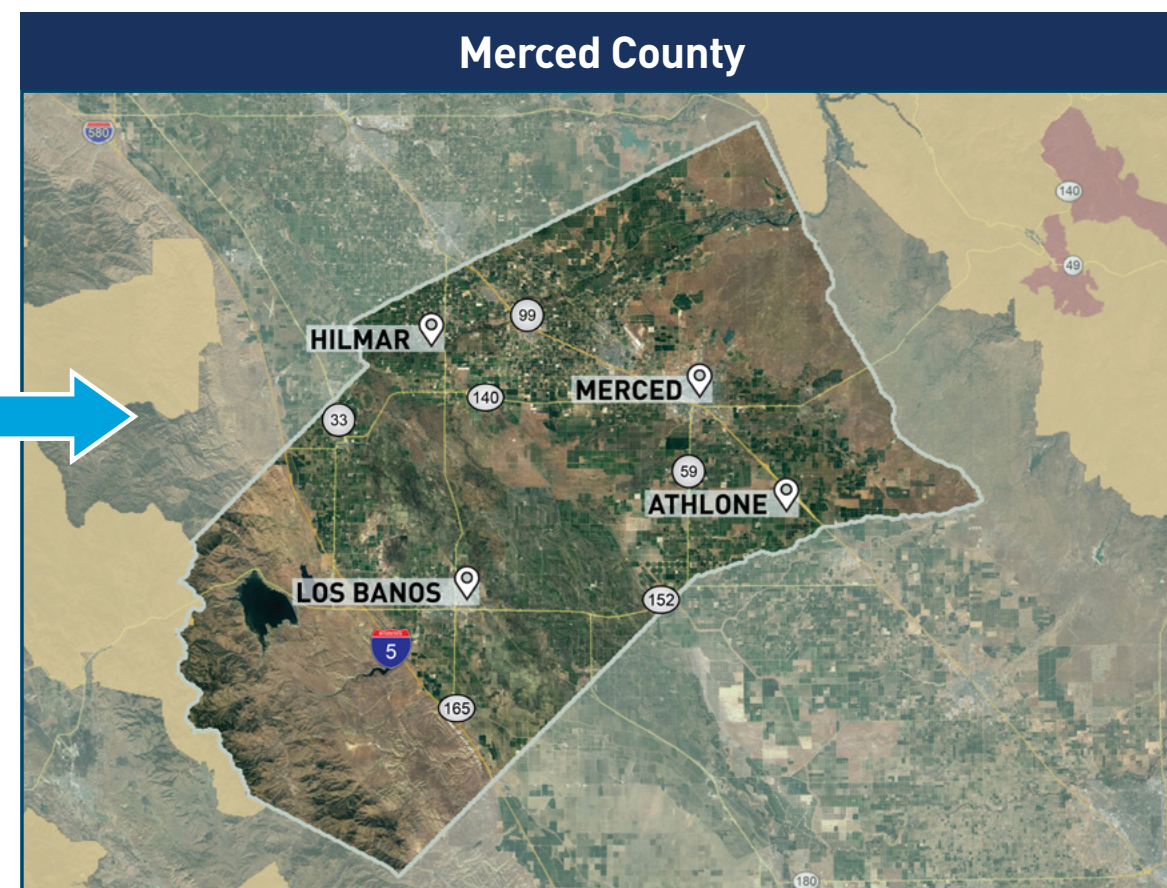 Merced County
580
140
49
99
HILMAR
MERCED
140
33
59
ATHLONE
LOS BANOS
152
5
165
180